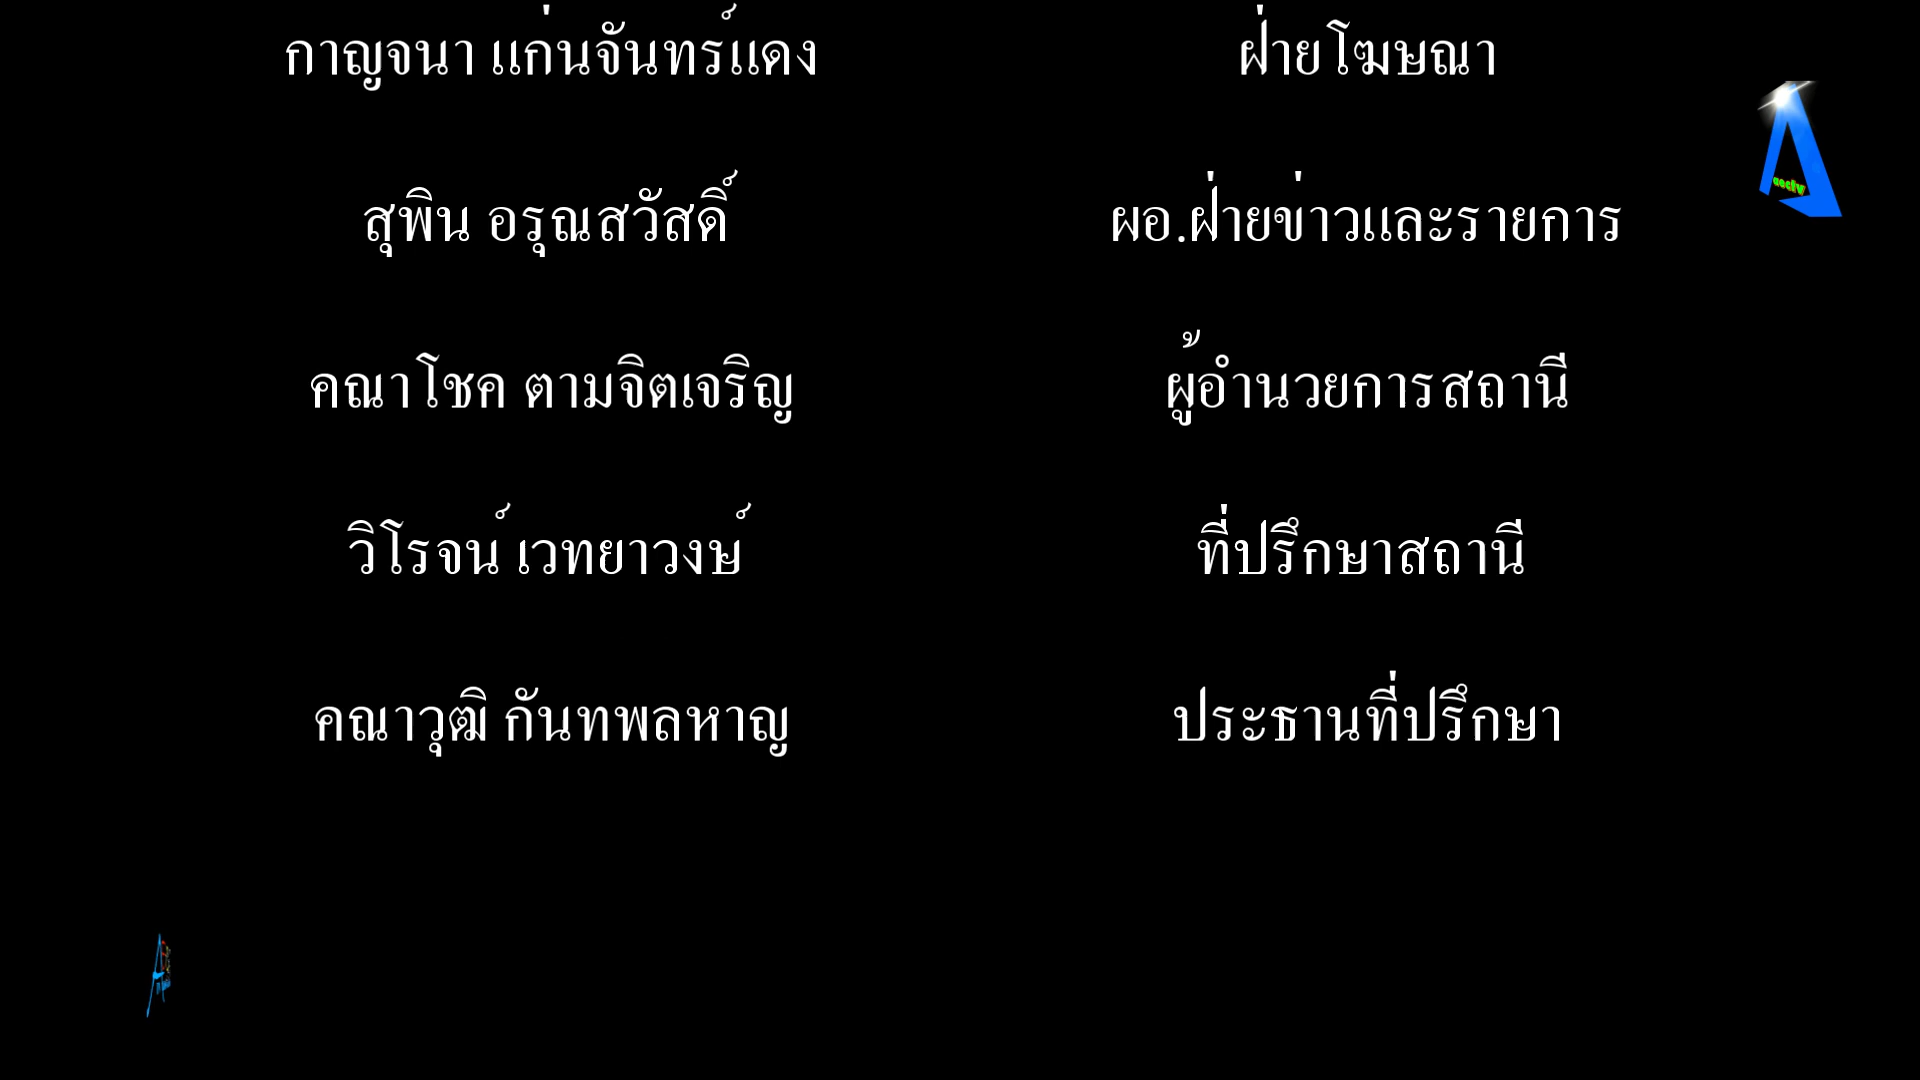 กาญจนา แก่นจันทร์แดง ฝ่ายโฆษณา
สุพิน อรุณสวัสดิ์ ผอ.ฝ่ายข่าวและรายการ
คณาโชค ตามจิตเจริญ ผู้อำนวยการสถานี
วิโรจน์ เวทยาวงษ์ ที่ปรึกษาสถานี
คณาวุฒิ กันทพลหาญ ประธานที่ปรึกษา
aectv